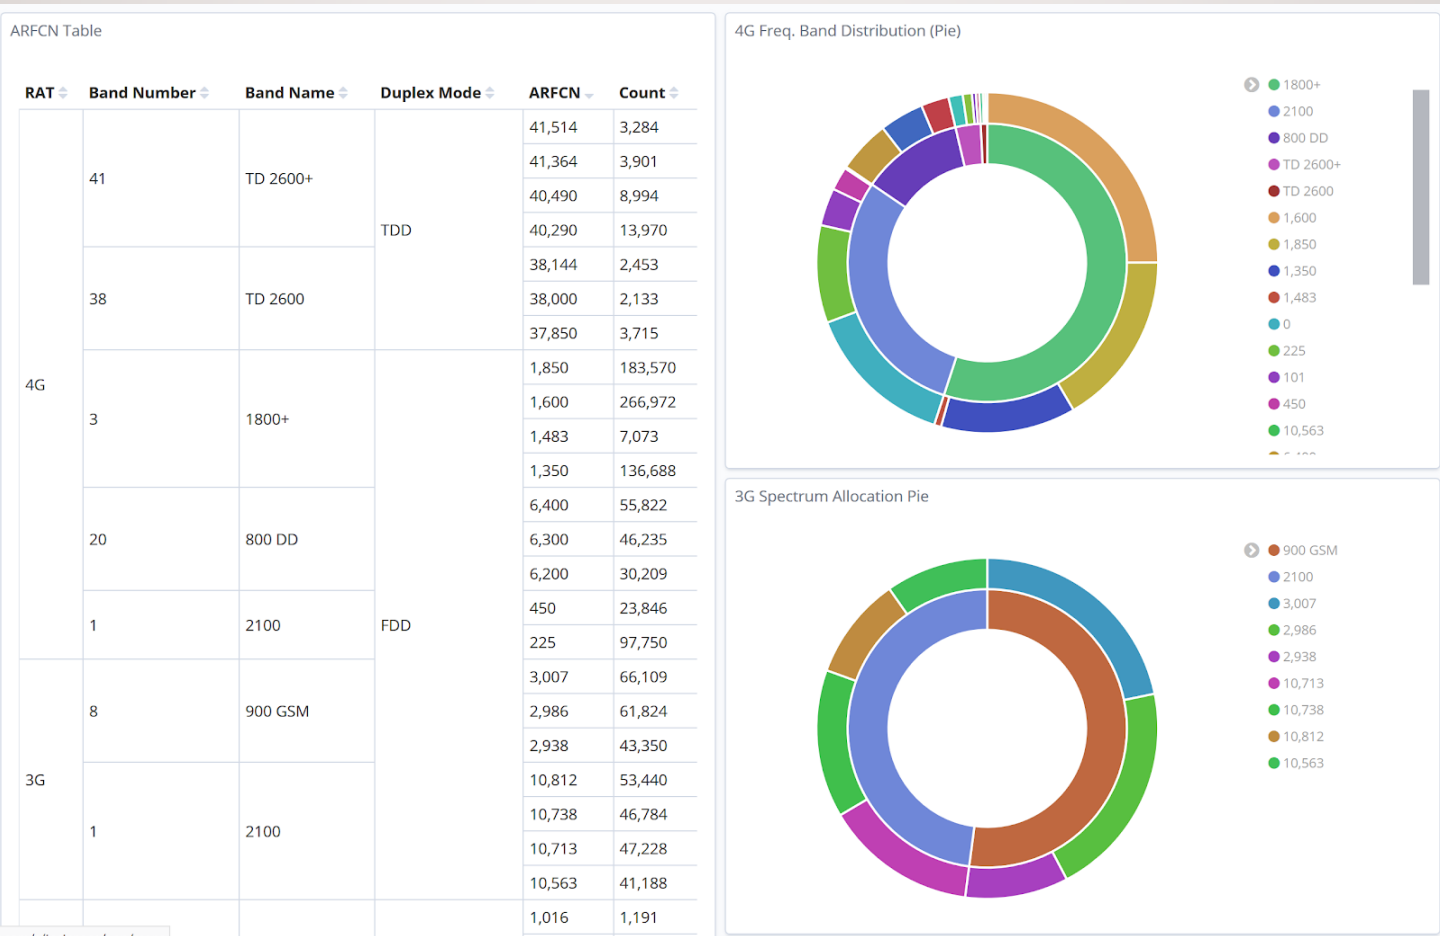 ARFCN Table
RAT Band Number Band Name Duplex Mode ARFCN Count
41,514 3,284
41,364 3,901
41 TD 2600+
40,490 8,994
TDD 40,290 13,970
38,144 2,453
38 TD 2600 38,000 2,133
37,850 3,715
1,850 183,570
4G
1,600 266,972
3 1800+
1,483 7,073
1,350 136,688
6,400 55,822
20 800 DD 6,300 46,235
6,200 30,209
450 23,846
1 2100 FDD
225 97,750
3,007 66,109
8 900 GSM 2,986 61,824
2,938 43,350
3G 10,812 53,440
10,738 46,784
1 2100
10,713 47,228
10,563 41,188
1,016 1,191
4G Freq. Band Distribution (Pie)
1800+
2100
800 DD
TD 2600+
TD 2600
1,600
1,850
1,350
1,483
0
225
101
450
10,563
3G Spectrum Allocation Pie
900 GSM
2100
3,007
2,986
2,938
10,713
10,738
10,812
10,563